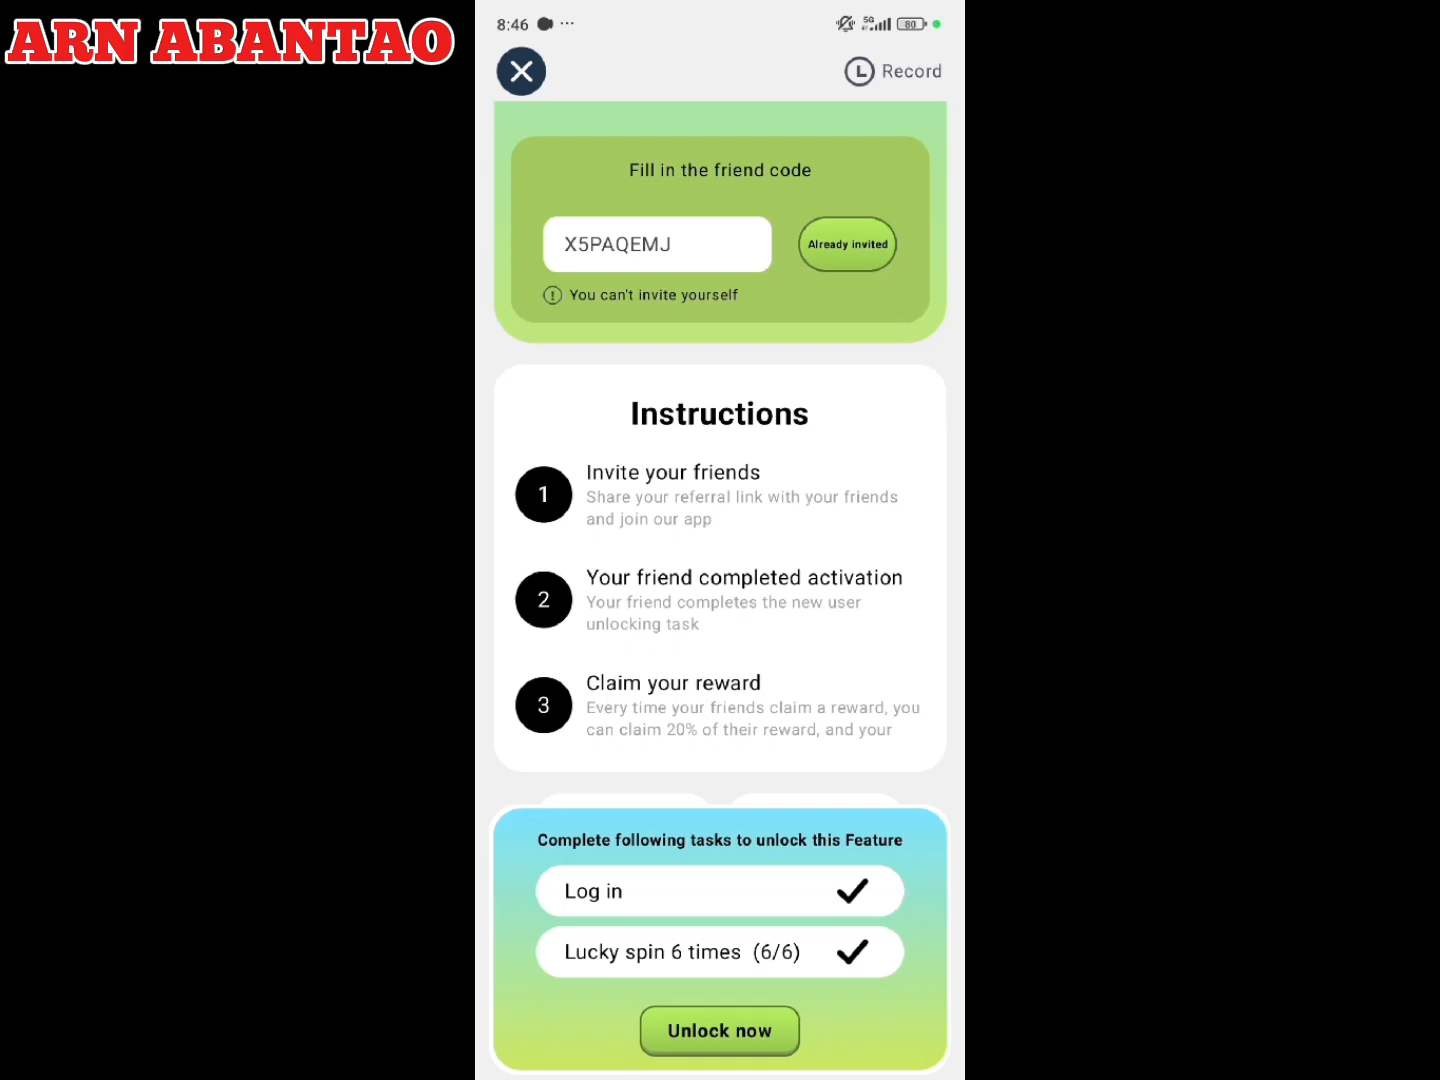 ARN ABANTAO
8:46 ...
5G 80
Record
Fill in the friend code
X5PAQEMJ
Already invited
You can't invite yourself
Instructions
1
Invite your friends
Share your referral link with your friends
and join our app
2
Your friend completed activation
Your friend completes the new user
unlocking task
3
Claim your reward
Every time your friends claim a reward, you
can claim 20% of their reward, and your
Complete following tasks to unlock this Feature
Log in
Lucky spin 6 times (6/6)
Unlock now